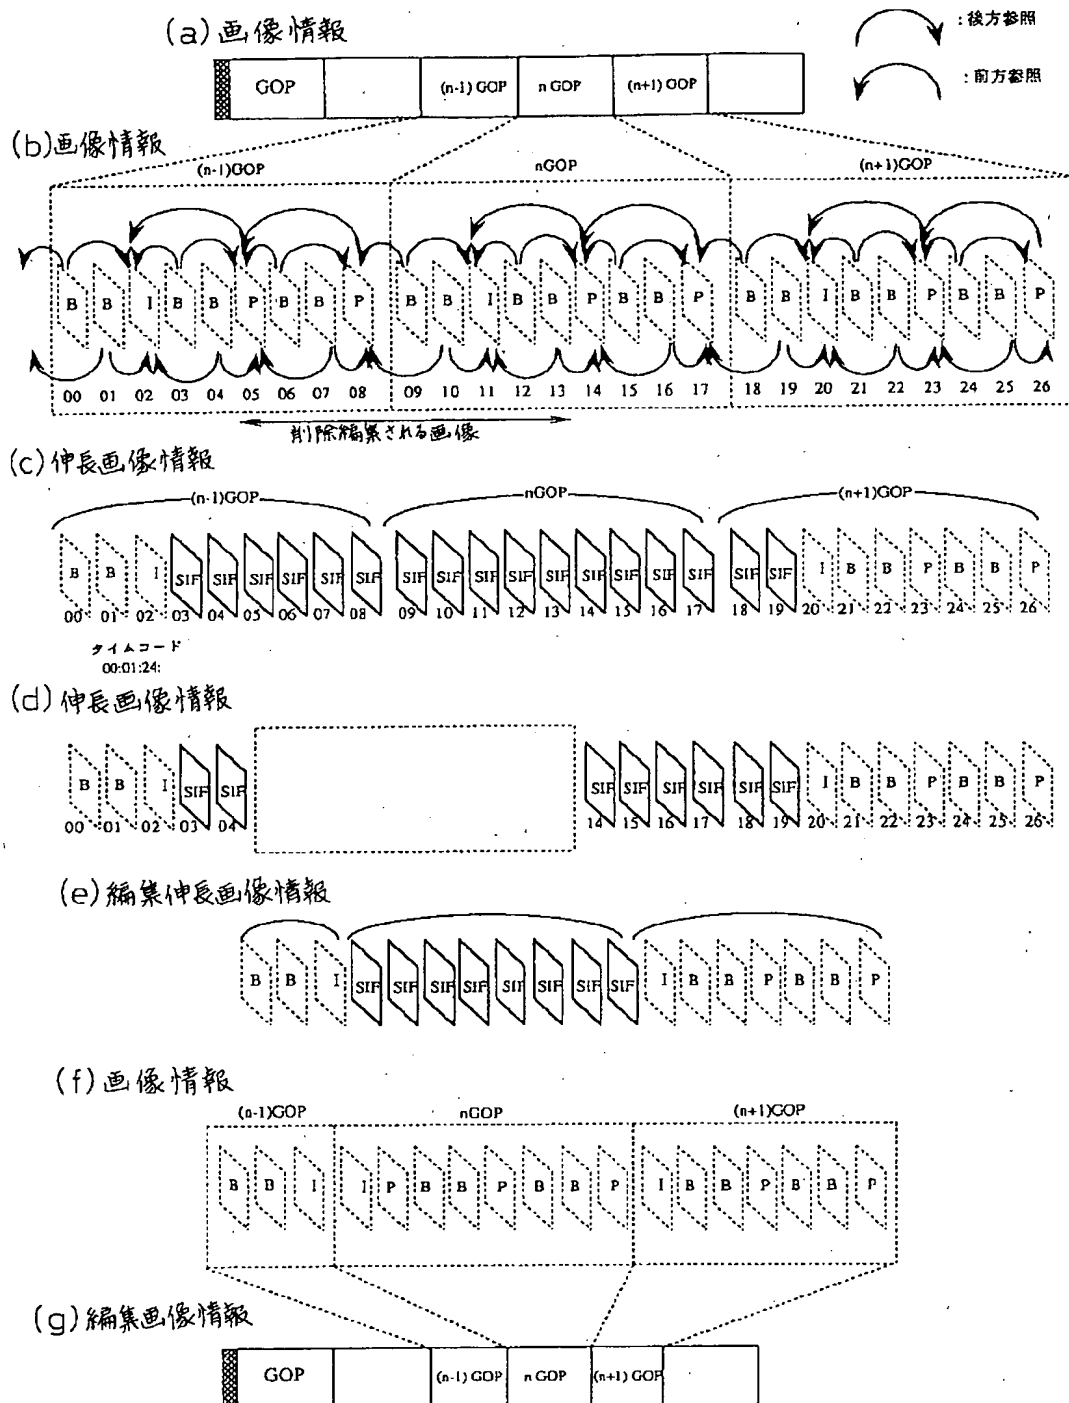 (a)画像情報
:後方参照
:前方参照
GOP (n-1) GOP n GOP (n+1) GOP
(b)画像情報
(n-1)GOP nGOP (n+1)GOP
B B I B B P B B P B B I B B P B B P B B I B B P B B P
00 01 02 03 04 05 06 07 08 09 10 11 12 13 14 15 16 17 18 19 20 21 22 23 24 25 26
削除編集される画像
(c)伸長画像情報
(n-1)GOP nGOP (n+1)GOP
B B I SIF SIF SIF SIF SIF SIF SIF SIF SIF SIF SIF SIF SIF SIF SIF SIF SIF I B B P B B P
00 01 02 03 04 05 06 07 08 09 10 11 12 13 14 15 16 17 18 19 20 21 22 23 24 25 26
タイムコード
00:01:24:
(d)伸長画像情報
B B I SIF SIF SIF SIF SIF SIF SIF SIF I B B P B B P
00 01 02 03 04 14 15 16 17 18 19 20 21 22 23 24 25 26
(e)編集伸長画像情報
B B I SIF SIF SIF SIF SIF SIF SIF SIF I B B P B B P
(f)画像情報
(n-1)GOP nGOP (n+1)GOP
B B I I P B B P B B P I B B P B B P
(g)編集画像情報
GOP (n-1) GOP n GOP (n+1) GOP